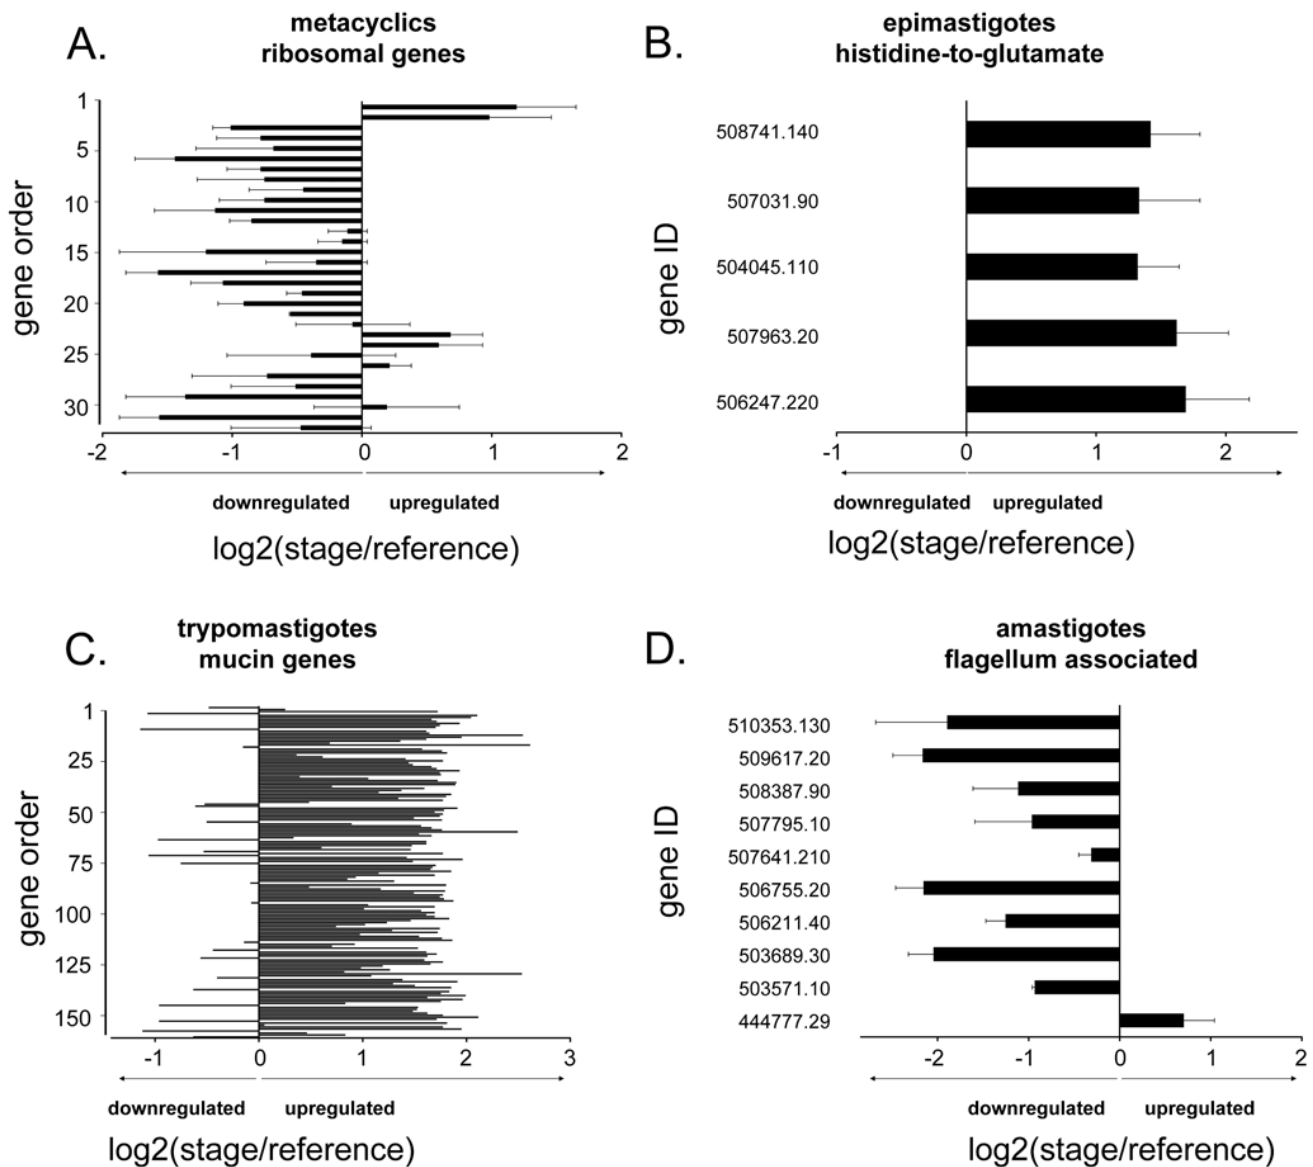 A.
metacyclics
ribosomal genes
gene order
1
5
10
15
20
25
30
-2 -1 0 1 2
downregulated upregulated
log2(stage/reference)
B.
epimastigotes
histidine-to-glutamate
gene ID
508741.140
507031.90
504045.110
507963.20
506247.220
-1 0 1 2
downregulated upregulated
log2(stage/reference)
C.
trypomastigotes
mucin genes
gene order
1
25
50
75
100
125
150
-1 0 1 2 3
downregulated upregulated
log2(stage/reference)
D.
amastigotes
flagellum associated
gene ID
510353.130
509617.20
508387.90
507795.10
507641.210
506755.20
506211.40
503689.30
503571.10
444777.29
-2 -1 0 1 2
downregulated upregulated
log2(stage/reference)